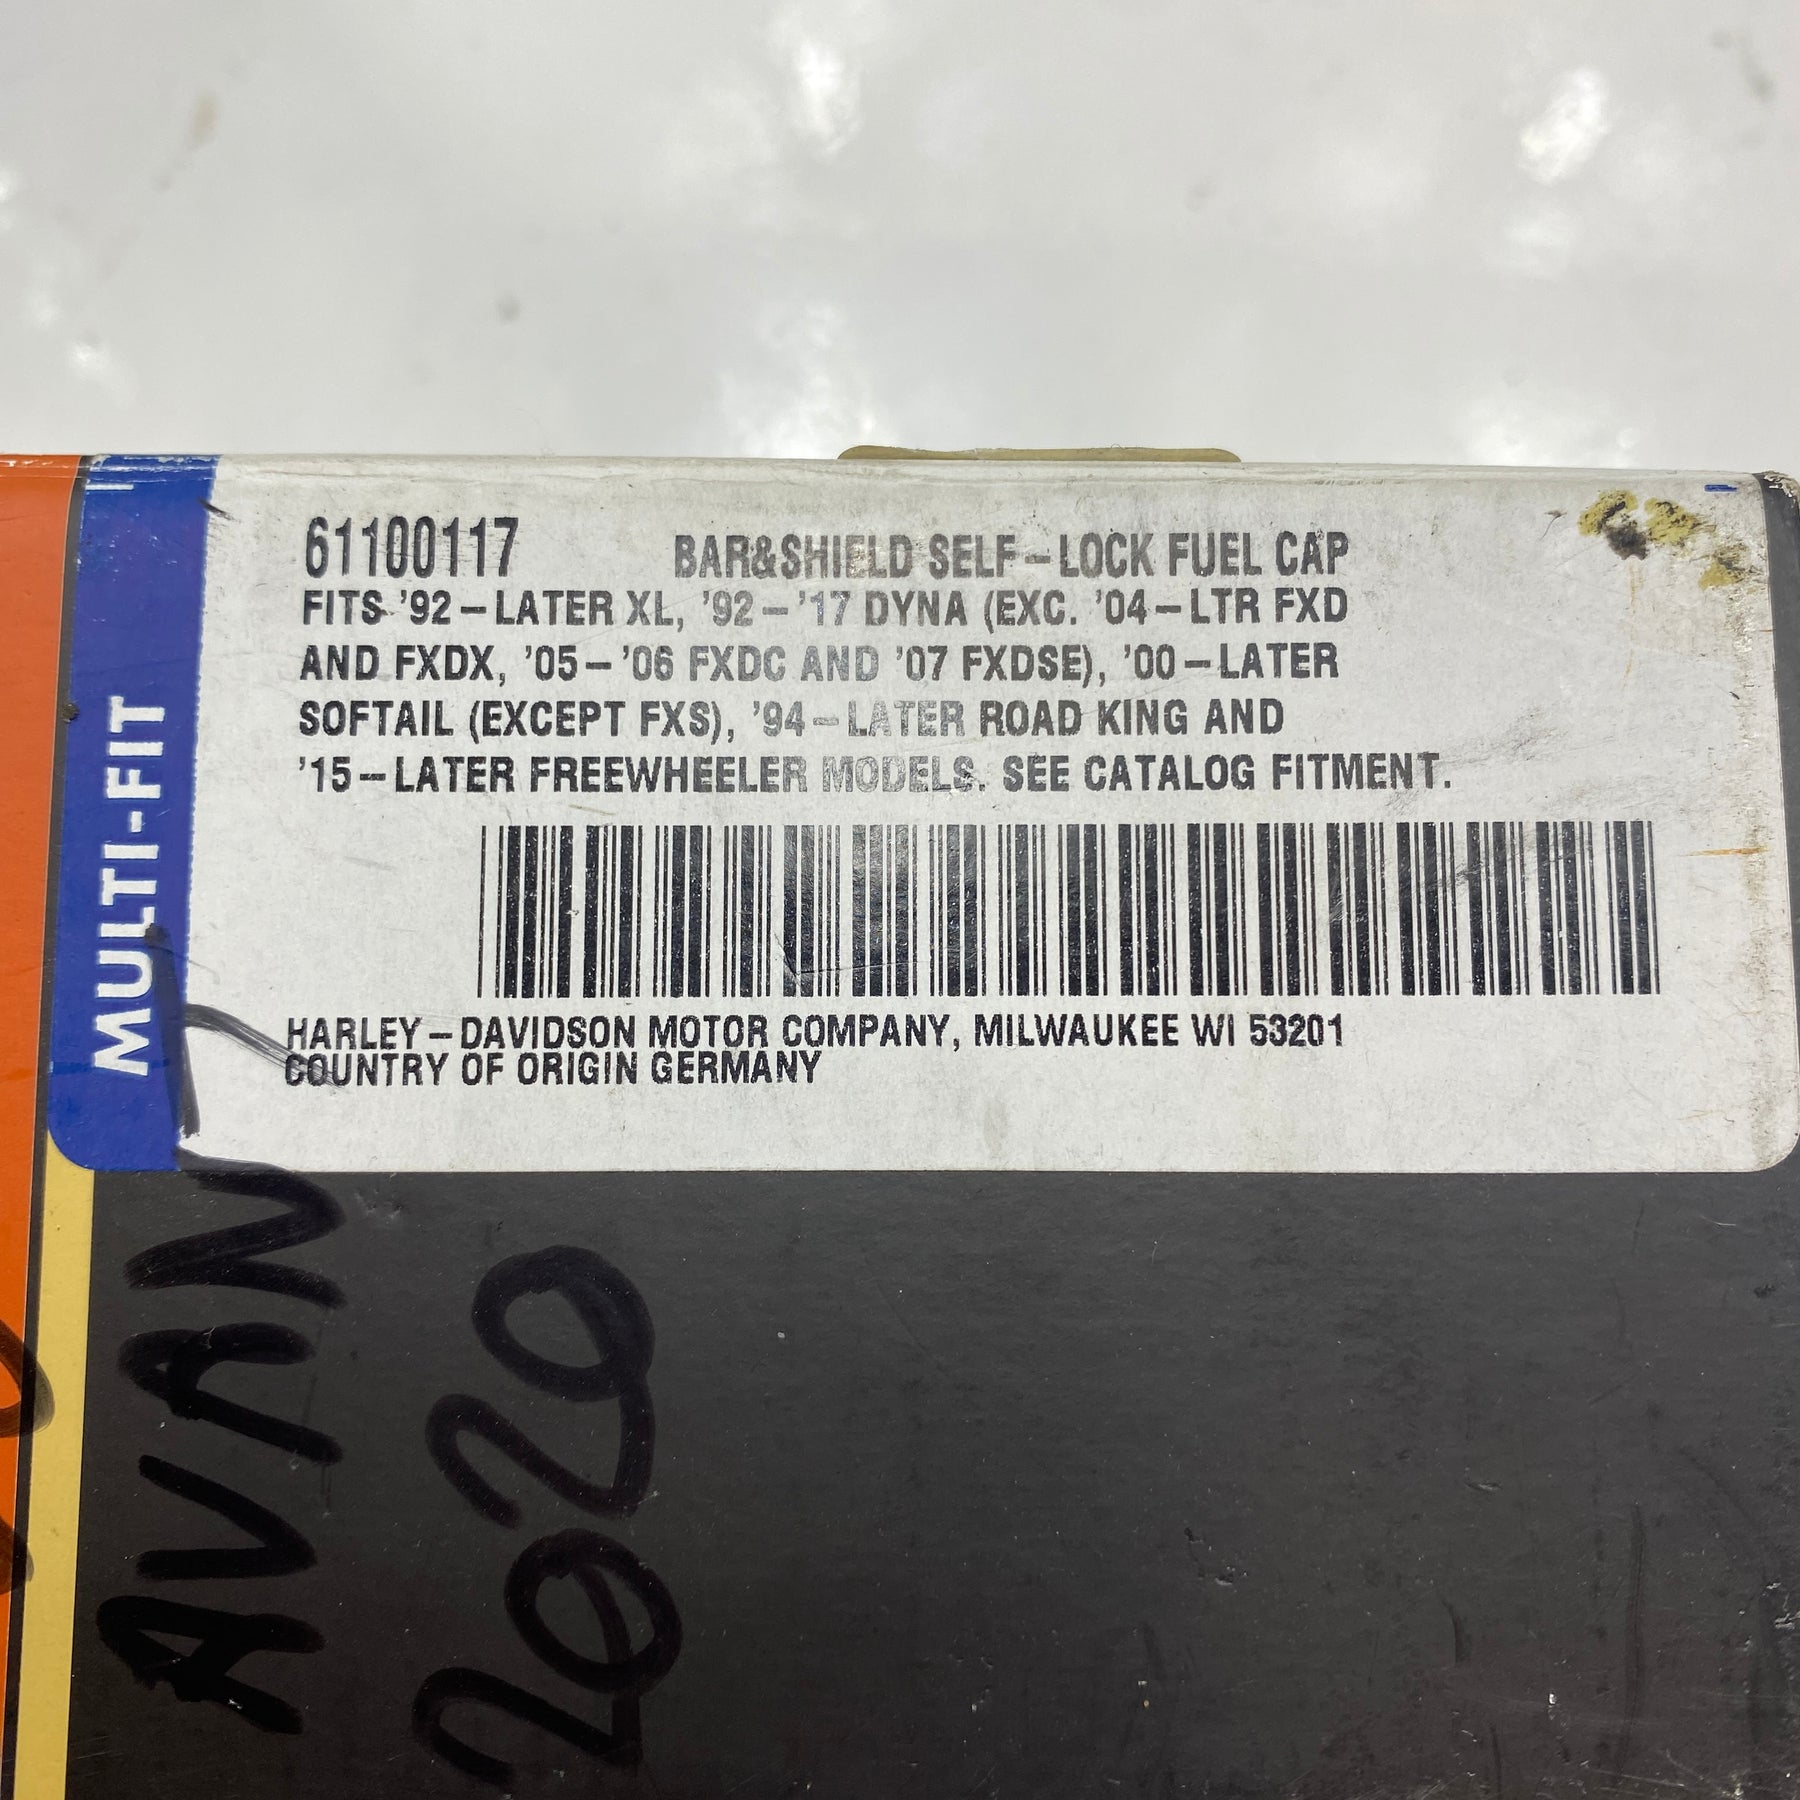 61100117 BAR&SHIELD SELF-LOCK FUEL CAP
FITS '92-LATER XL, '92-'17 DYNA (EXC. '04-LTR FXD
AND FXDX, '05-'06 FXDC AND '07 FXDSE), '00-LATER
SOFTAIL (EXCEPT FXS), '94-LATER ROAD KING AND
'15-LATER FREEWHEELER MODELS. SEE CATALOG FITMENT.
HARLEY-DAVIDSON MOTOR COMPANY, MILWAUKEE WI 53201
COUNTRY OF ORIGIN GERMANY
MULTI-FIT
2020